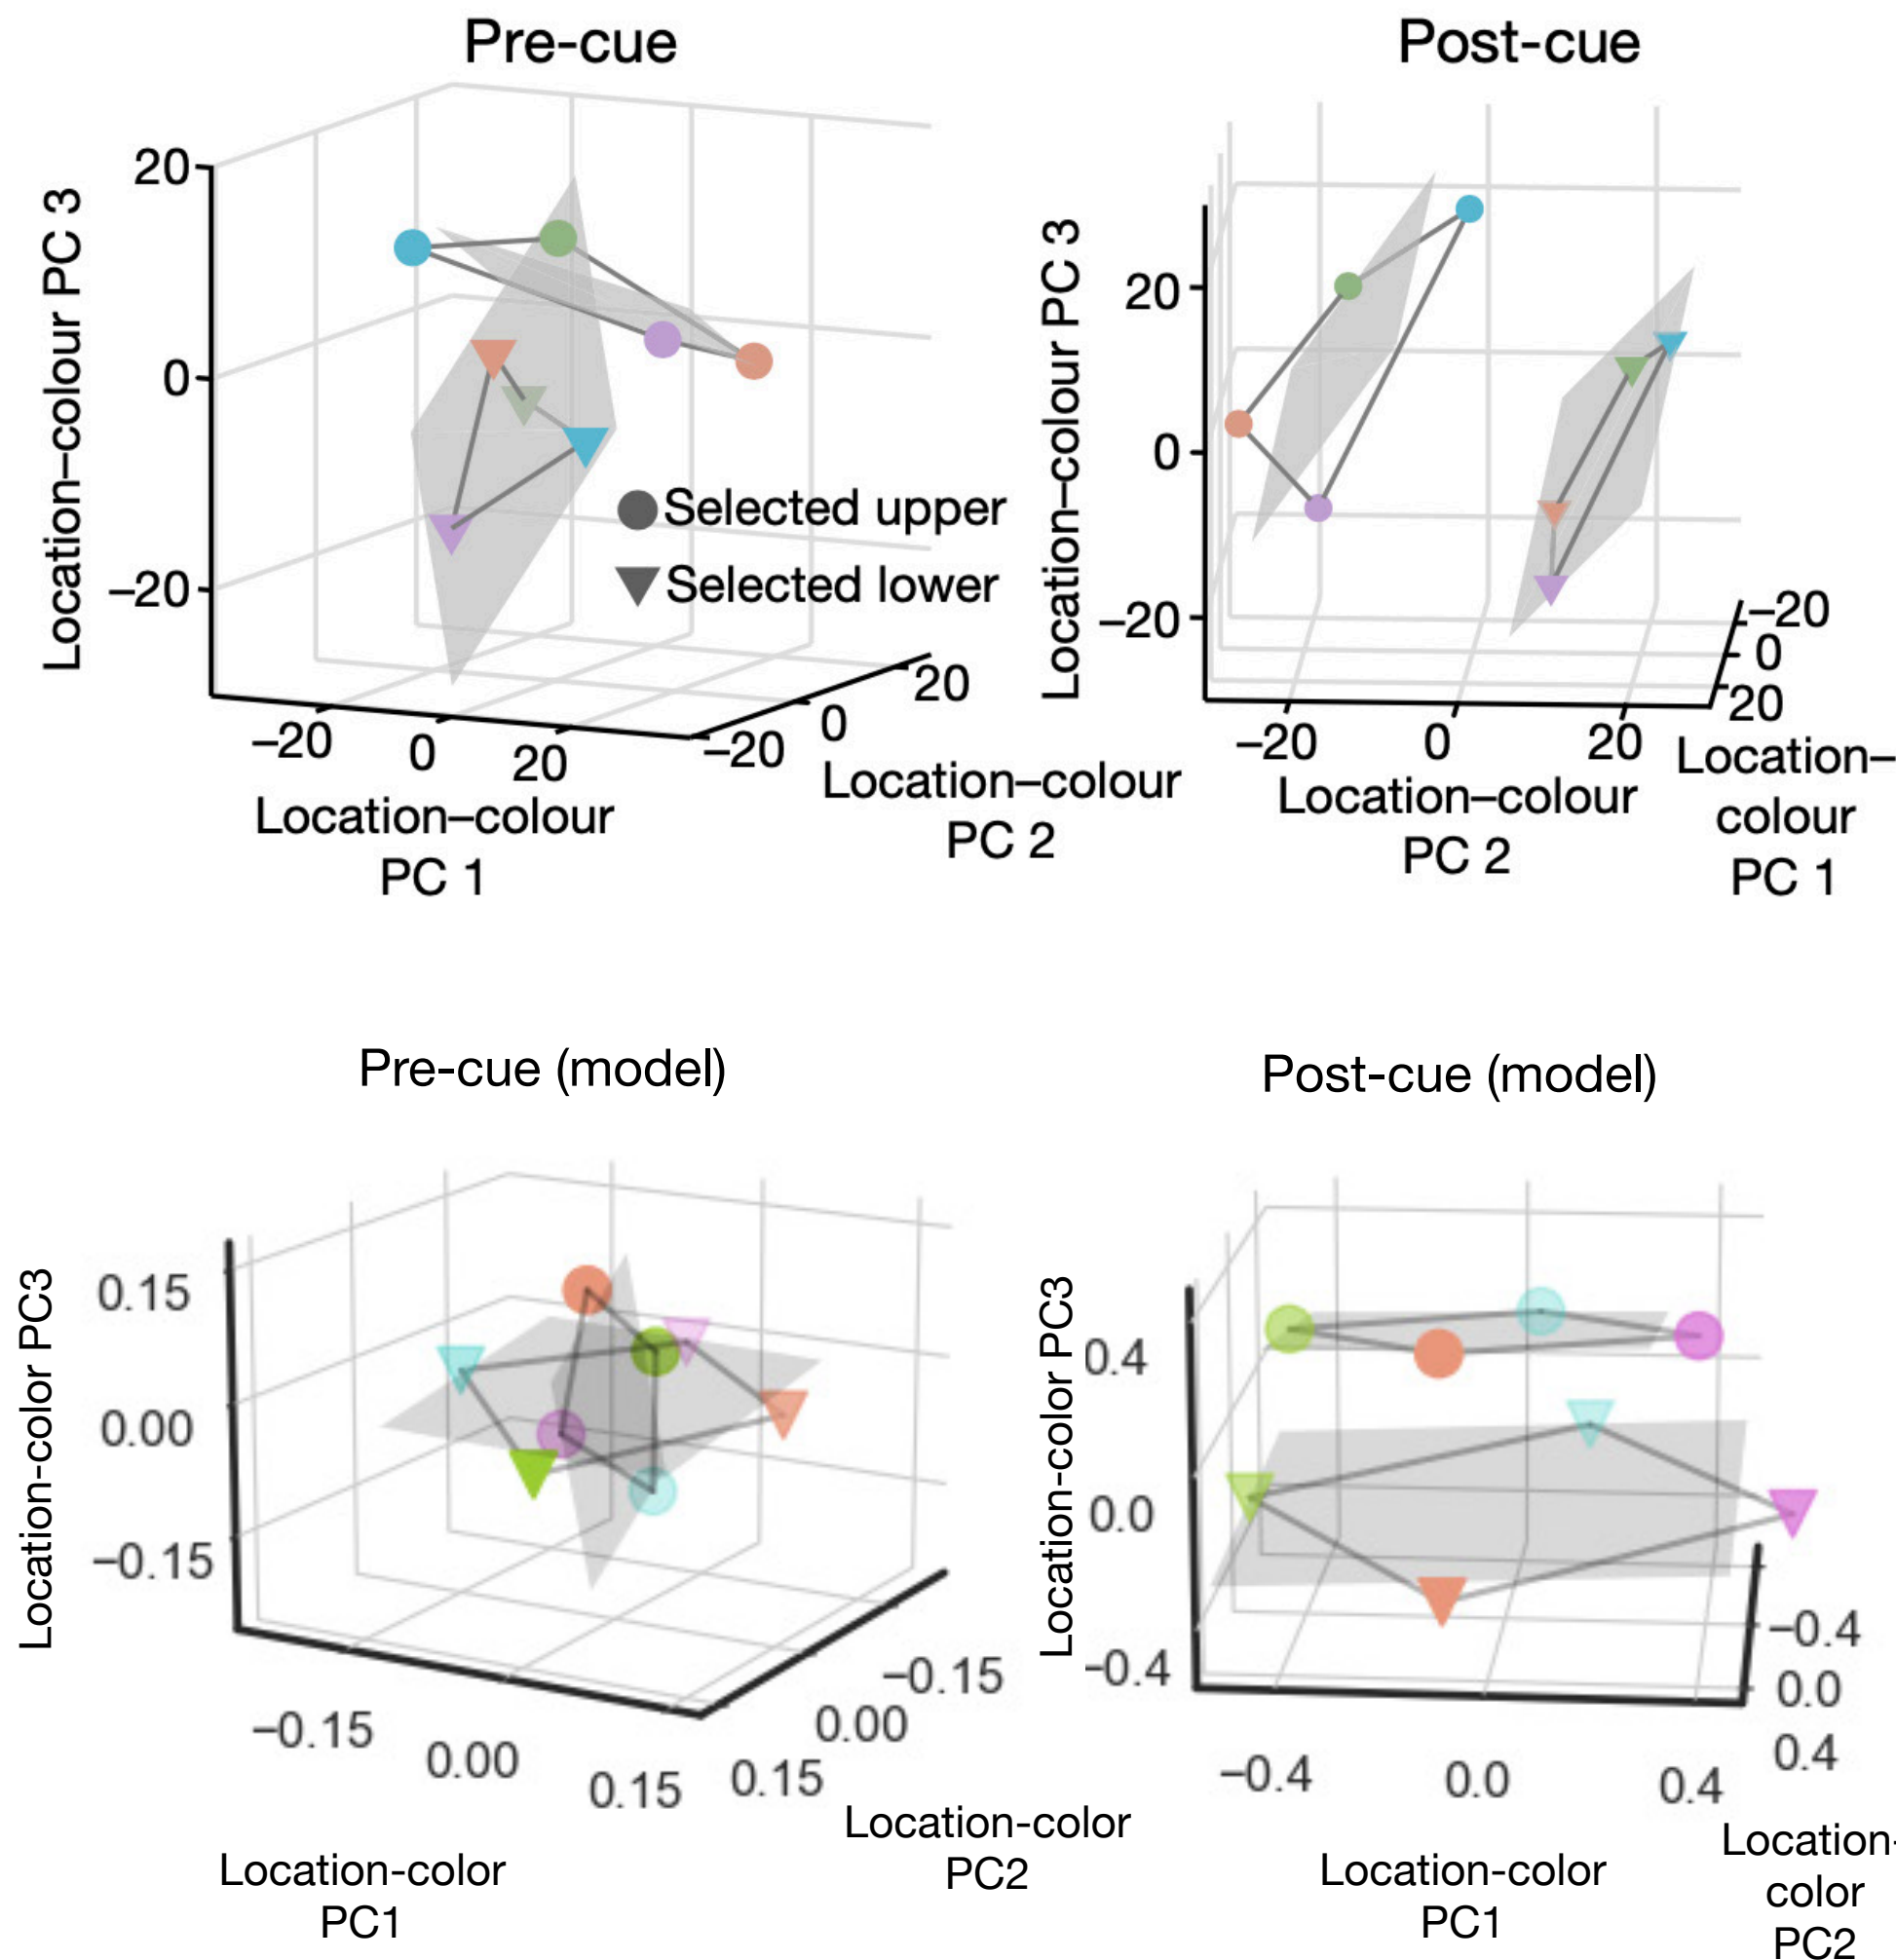 Pre-cue
Post-cue
Location–colour PC 3
20
0
−20
Selected upper
Selected lower
−20
0
20
−20
0
20
Location–colour
PC 1
Location–colour
PC 2
Location–colour PC 3
20
0
−20
−20
0
20
−20
0
20
Location–colour
PC 2
Location–
colour
PC 1
Pre-cue (model)
Post-cue (model)
Location-color PC3
0.15
0.00
−0.15
−0.15
0.00
0.15
0.15
0.00
−0.15
Location-color
PC1
Location-color
PC2
Location-color PC3
0.4
0.0
−0.4
−0.4
0.0
0.4
−0.4
0.0
0.4
Location-color
PC1
Location-
color
PC2